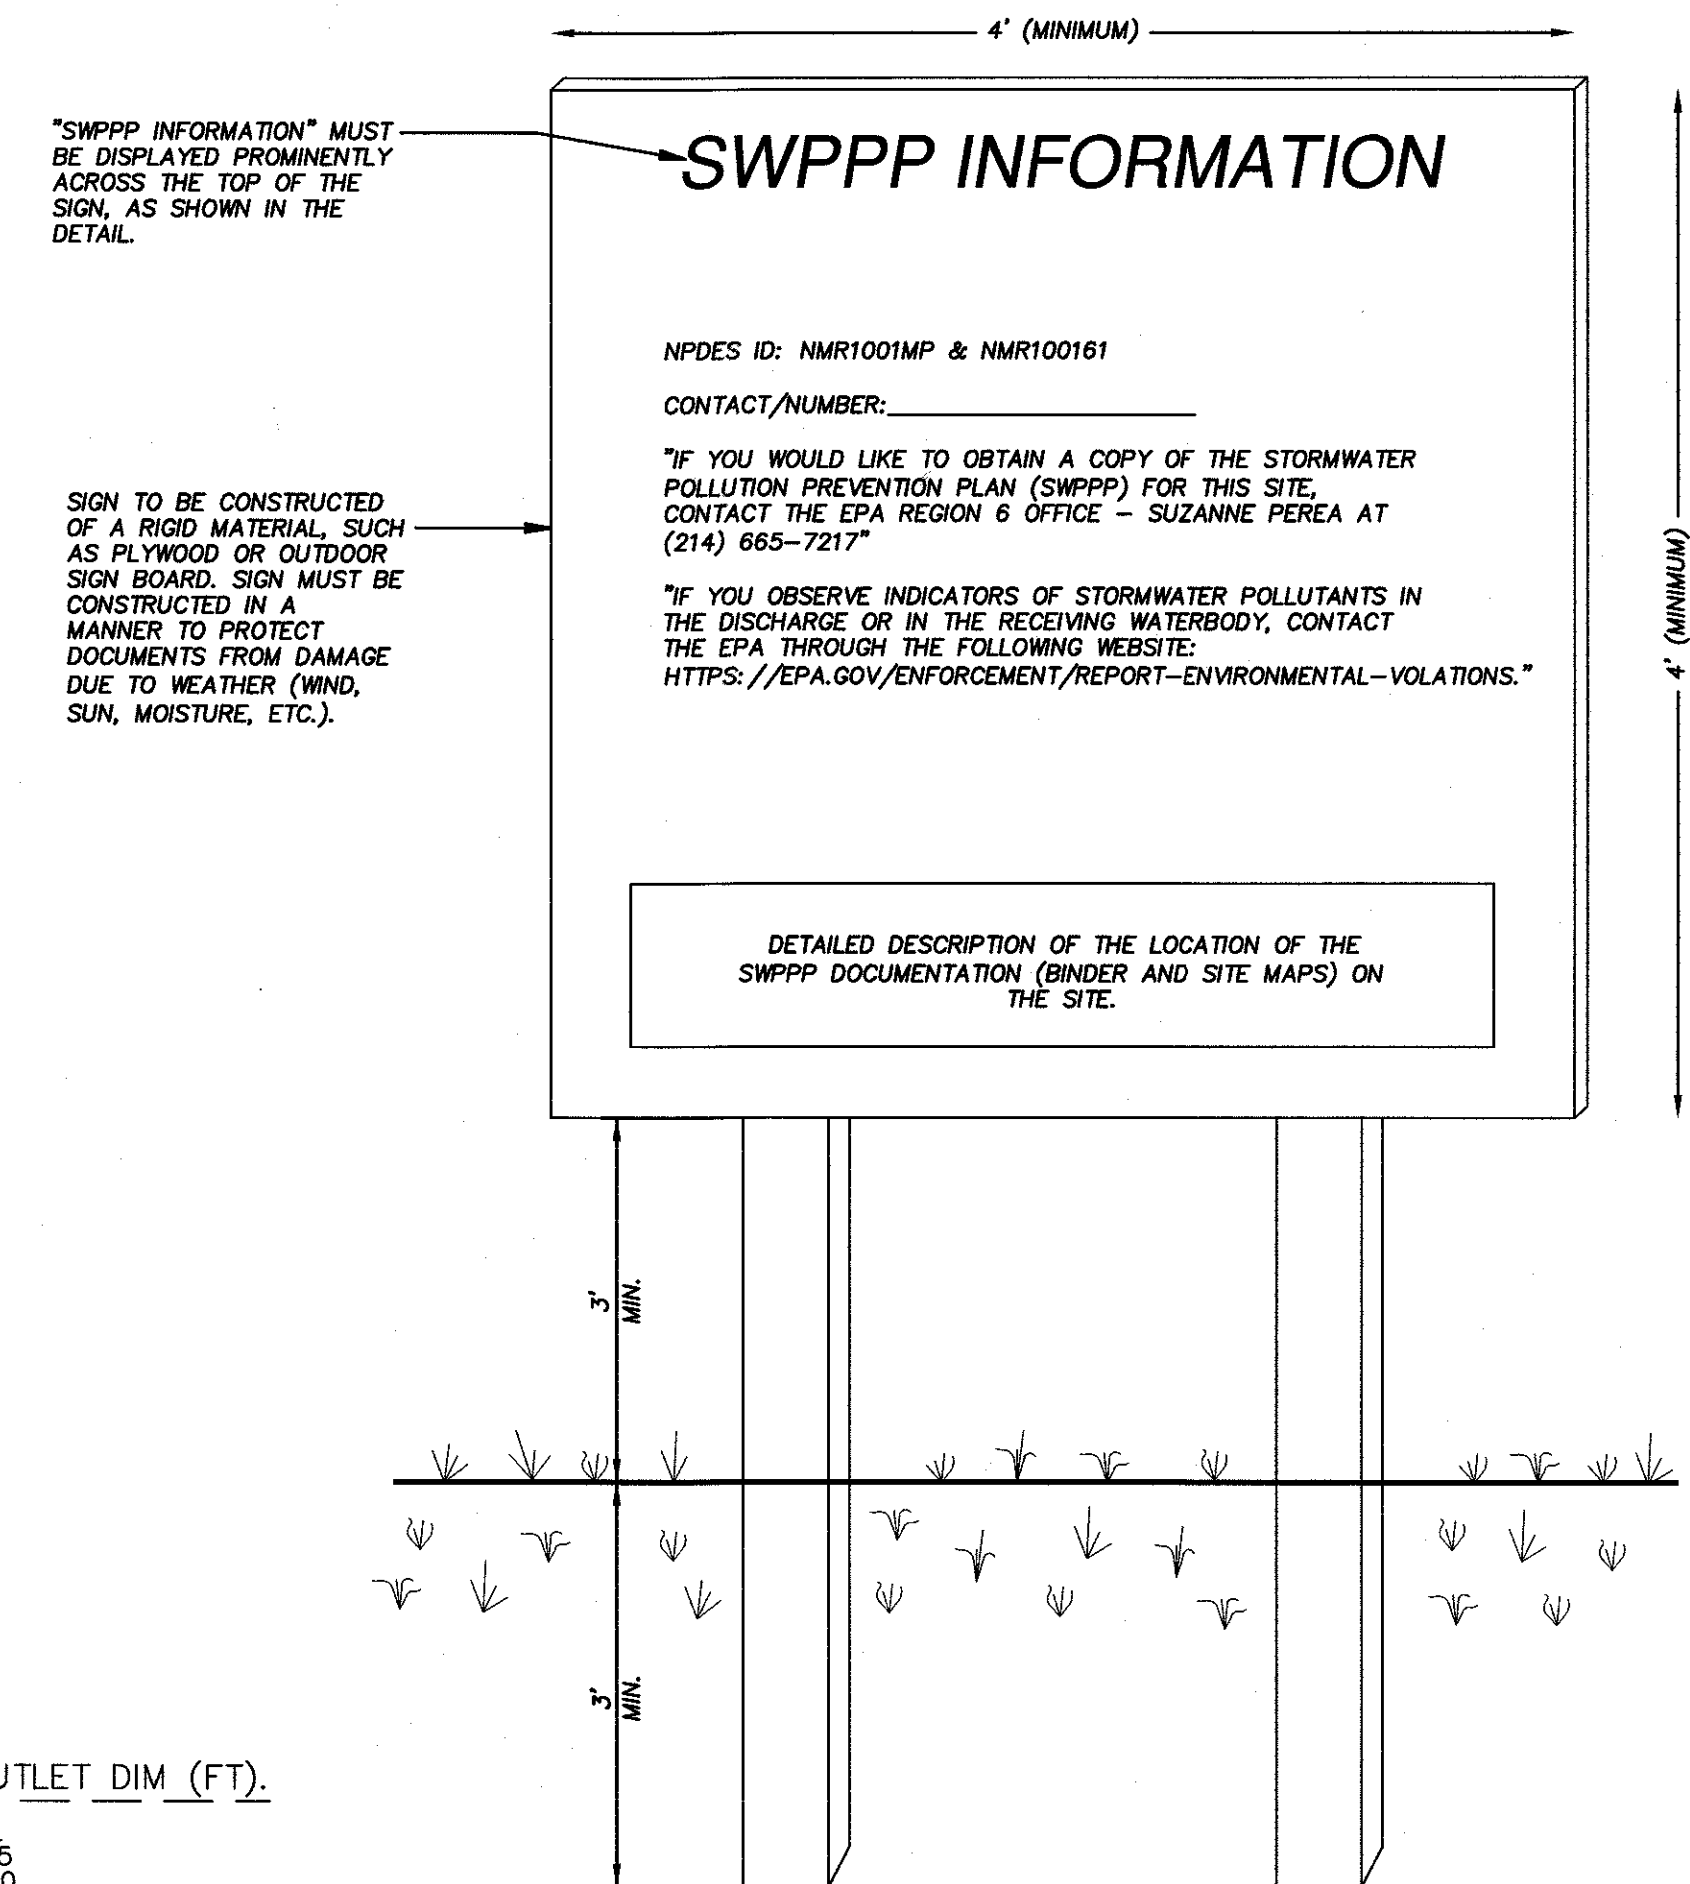 4' (MINIMUM)
"SWPPP INFORMATION" MUST
BE DISPLAYED PROMINENTLY
ACROSS THE TOP OF THE
SIGN, AS SHOWN IN THE
DETAIL.
SWPPP INFORMATION
NPDES ID: NMR1001MP & NMR100161
CONTACT/NUMBER:
"IF YOU WOULD LIKE TO OBTAIN A COPY OF THE STORMWATER
POLLUTION PREVENTION PLAN (SWPPP) FOR THIS SITE,
CONTACT THE EPA REGION 6 OFFICE – SUZANNE PEREA AT
(214) 665–7217"
"IF YOU OBSERVE INDICATORS OF STORMWATER POLLUTANTS IN
THE DISCHARGE OR IN THE RECEIVING WATERBODY, CONTACT
THE EPA THROUGH THE FOLLOWING WEBSITE:
HTTPS://EPA.GOV/ENFORCEMENT/REPORT–ENVIRONMENTAL–VOLATIONS."
SIGN TO BE CONSTRUCTED
OF A RIGID MATERIAL, SUCH
AS PLYWOOD OR OUTDOOR
SIGN BOARD. SIGN MUST BE
CONSTRUCTED IN A
MANNER TO PROTECT
DOCUMENTS FROM DAMAGE
DUE TO WEATHER (WIND,
SUN, MOISTURE, ETC.).
4' (MINIMUM)
DETAILED DESCRIPTION OF THE LOCATION OF THE
SWPPP DOCUMENTATION (BINDER AND SITE MAPS) ON
THE SITE.
3'
MIN.
3'
MIN.
UTLET DIM (FT).
5